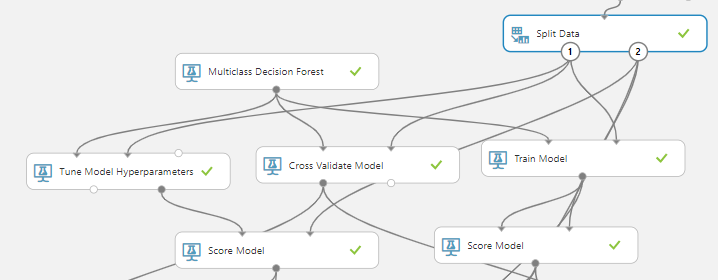 Split Data
1
2
Multiclass Decision Forest
Tune Model Hyperparameters
Cross Validate Model
Train Model
Score Model
Score Model